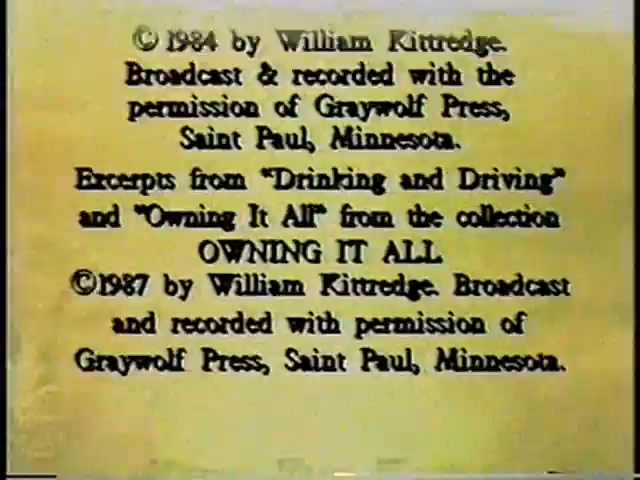 © 1984 by William Kittredge.
Broadcast & recorded with the
permission of Graywolf Press,
Saint Paul, Minnesota.
Excerpts from "Drinking and Driving"
and "Owning It All" from the collection
OWNING IT ALL
©1987 by William Kittredge. Broadcast
and recorded with permission of
Graywolf Press, Saint Paul, Minnesota.